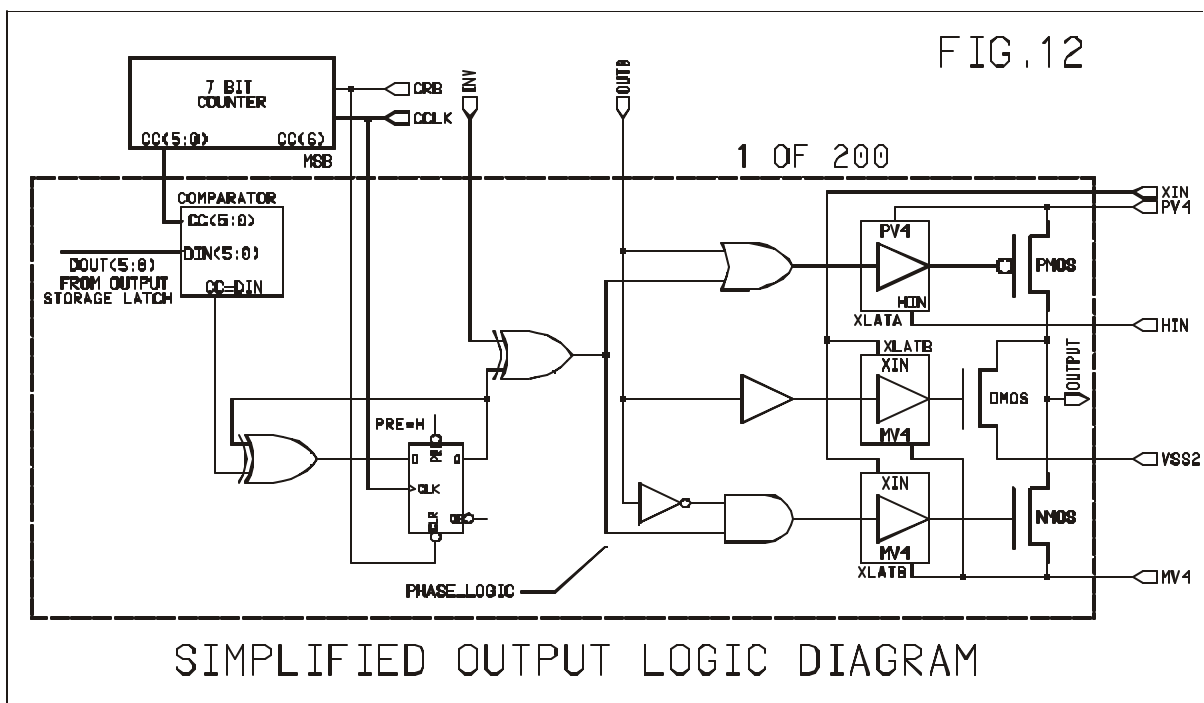 FIG.12
7 BIT
COUNTER
CC(5:0)
CC(6)
MSB
CRB
CCLK
INV
OUTB
1 OF 200
XIN
PV4
COMPARATOR
CC(5:0)
DIN(5:0)
CC=DIN
DOUT(5:0)
FROM OUTPUT
STORAGE LATCH
PV4
HIN
XLATA
PMOS
HIN
XLATB
XIN
MV4
DMOS
OUTPUT
PRE=H
D
Q
CLK
CLR
VSS2
XIN
MV4
XLATB
NMOS
MV4
PHASE_LOGIC
SIMPLIFIED OUTPUT LOGIC DIAGRAM